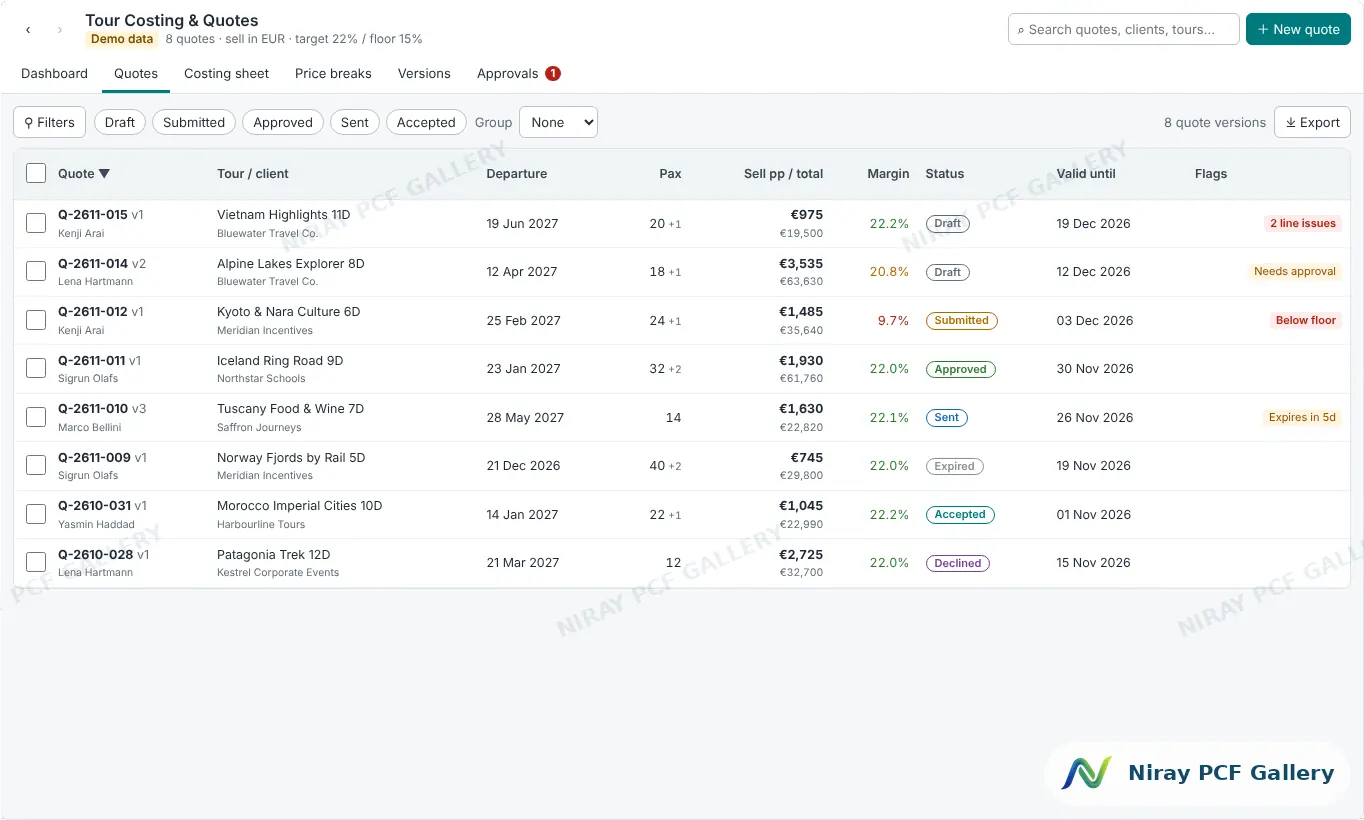 Tour Costing & Quotes
Demo data 8 quotes · sell in EUR · target 22% / floor 15%
Search quotes, clients, tours...
+ New quote
Dashboard Quotes Costing sheet Price breaks Versions Approvals 1
Filters Draft Submitted Approved Sent Accepted Group None 8 quote versions Export
Quote ▼ Tour / client Departure Pax Sell pp / total Margin Status Valid until Flags
Q-2611-015 v1 Vietnam Highlights 11D 19 Jun 2027 20 +1 €975 22.2% Draft 19 Dec 2026 2 line issues
Kenji Arai Bluewater Travel Co. €19,500
Q-2611-014 v2 Alpine Lakes Explorer 8D 12 Apr 2027 18 +1 €3,535 20.8% Draft 12 Dec 2026 Needs approval
Lena Hartmann Bluewater Travel Co. €63,630
Q-2611-012 v1 Kyoto & Nara Culture 6D 25 Feb 2027 24 +1 €1,485 9.7% Submitted 03 Dec 2026 Below floor
Kenji Arai Meridian Incentives €35,640
Q-2611-011 v1 Iceland Ring Road 9D 23 Jan 2027 32 +2 €1,930 22.0% Approved 30 Nov 2026
Sigrun Olafs Northstar Schools €61,760
Q-2611-010 v3 Tuscany Food & Wine 7D 28 May 2027 14 €1,630 22.1% Sent 26 Nov 2026 Expires in 5d
Marco Bellini Saffron Journeys €22,820
Q-2611-009 v1 Norway Fjords by Rail 5D 21 Dec 2026 40 +2 €745 22.0% Expired 19 Nov 2026
Sigrun Olafs Meridian Incentives €29,800
Q-2610-031 v1 Morocco Imperial Cities 10D 14 Jan 2027 22 +1 €1,045 22.2% Accepted 01 Nov 2026
Yasmin Haddad Harbourline Tours €22,990
Q-2610-028 v1 Patagonia Trek 12D 21 Mar 2027 12 €2,725 22.0% Declined 15 Nov 2026
Lena Hartmann Kestrel Corporate Events €32,700
NIRAY PCF GALLERY
NIRAY PCF GALLERY
PCF GALLERY
NIRAY PCF GALLERY
NIRAY PCF GALL
Niray PCF Gallery